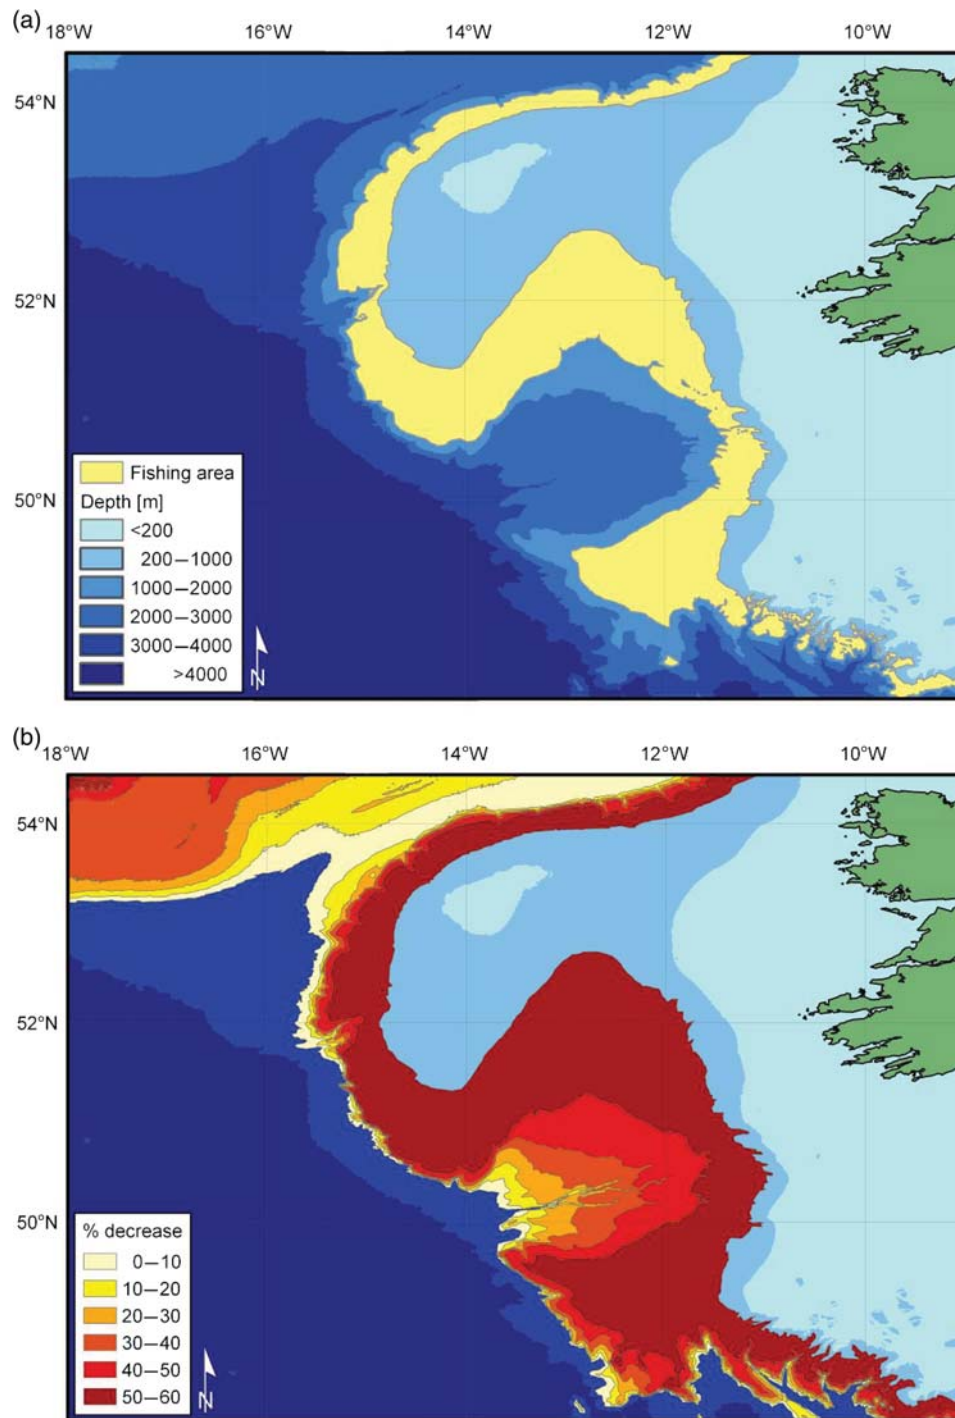 (a)
18°W 16°W 14°W 12°W 10°W
54°N
52°N
50°N
Fishing area
Depth [m]
<200
200–1000
1000–2000
2000–3000
3000–4000
>4000
N
(b)
18°W 16°W 14°W 12°W 10°W
54°N
52°N
50°N
% decrease
0–10
10–20
20–30
30–40
40–50
50–60
N